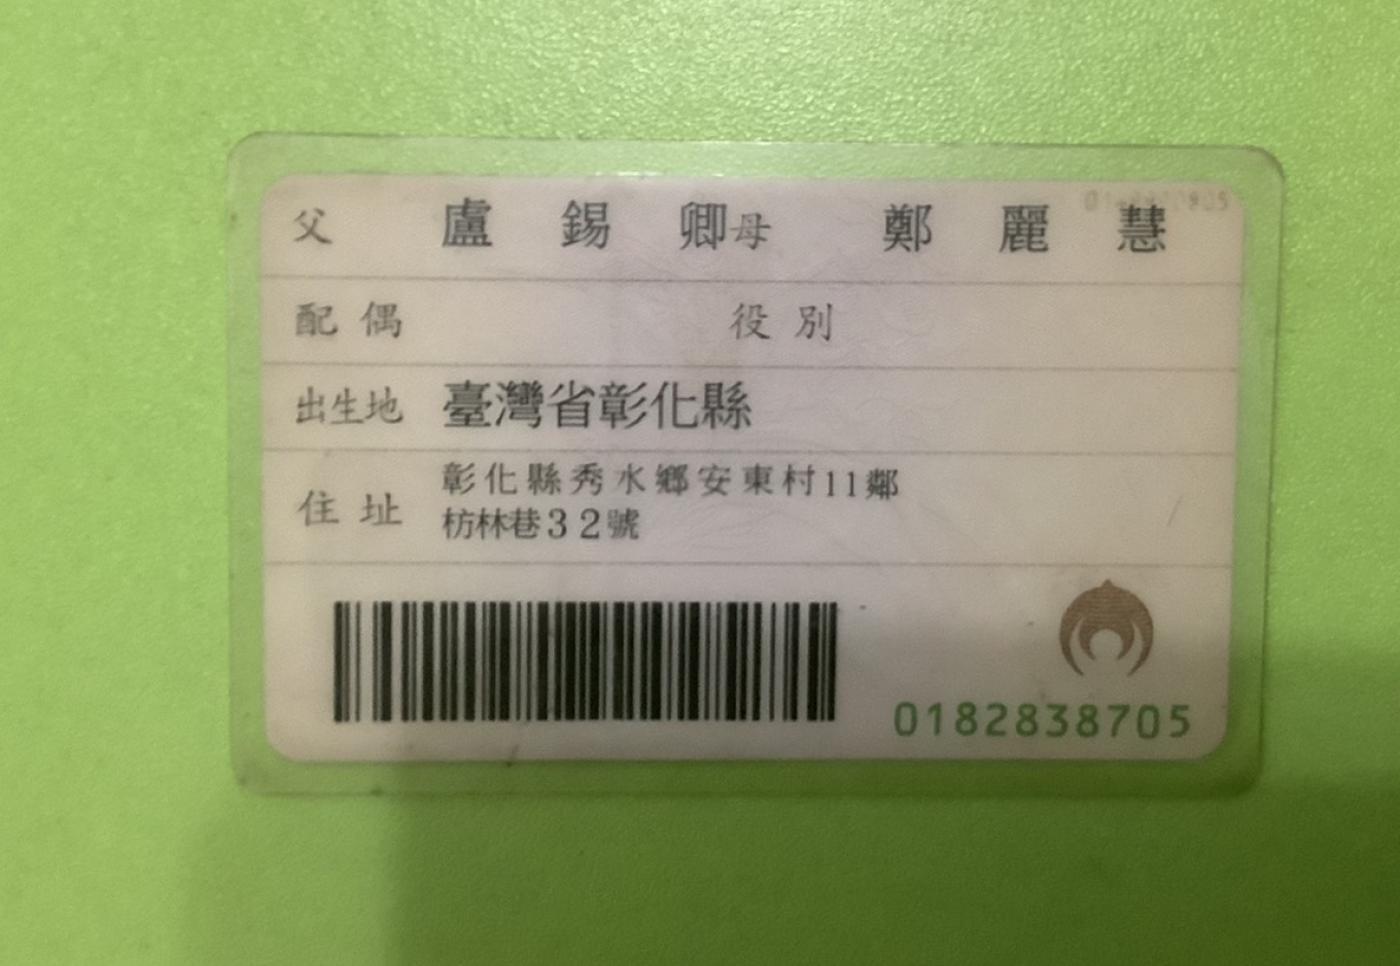 父 盧錫卿 母 鄭麗慧
配偶 役別
出生地 臺灣省彰化縣
住址 彰化縣秀水鄉安東村11鄰
枋林巷32號
0182838705